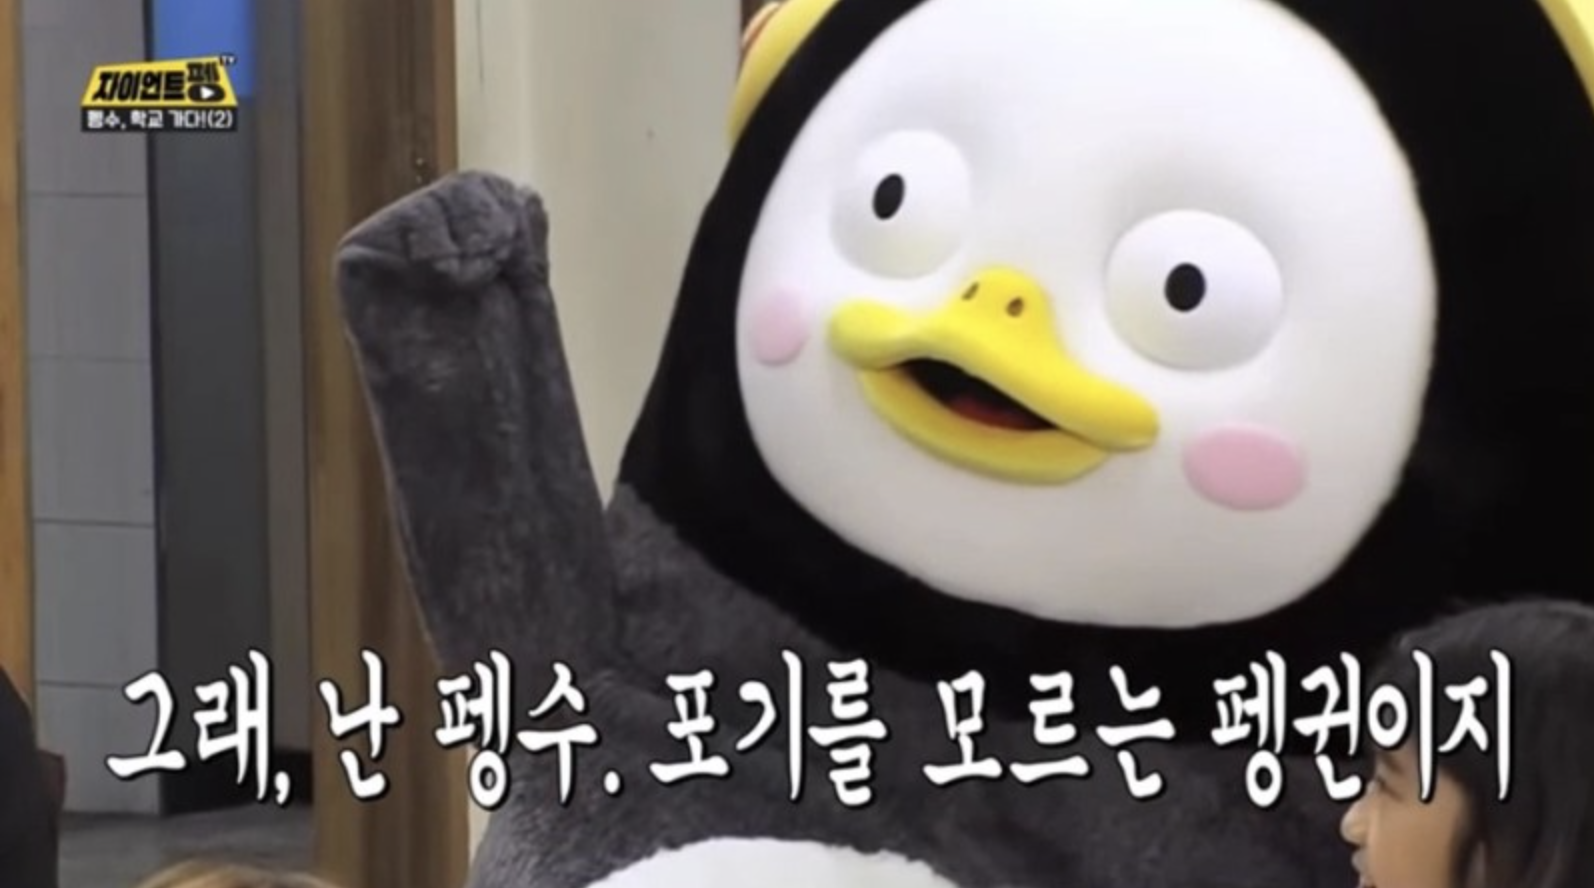 자이언트펭TV
펭수, 학교 가다!(2)
그래, 난 펭수. 포기를 모르는 펭귄이지